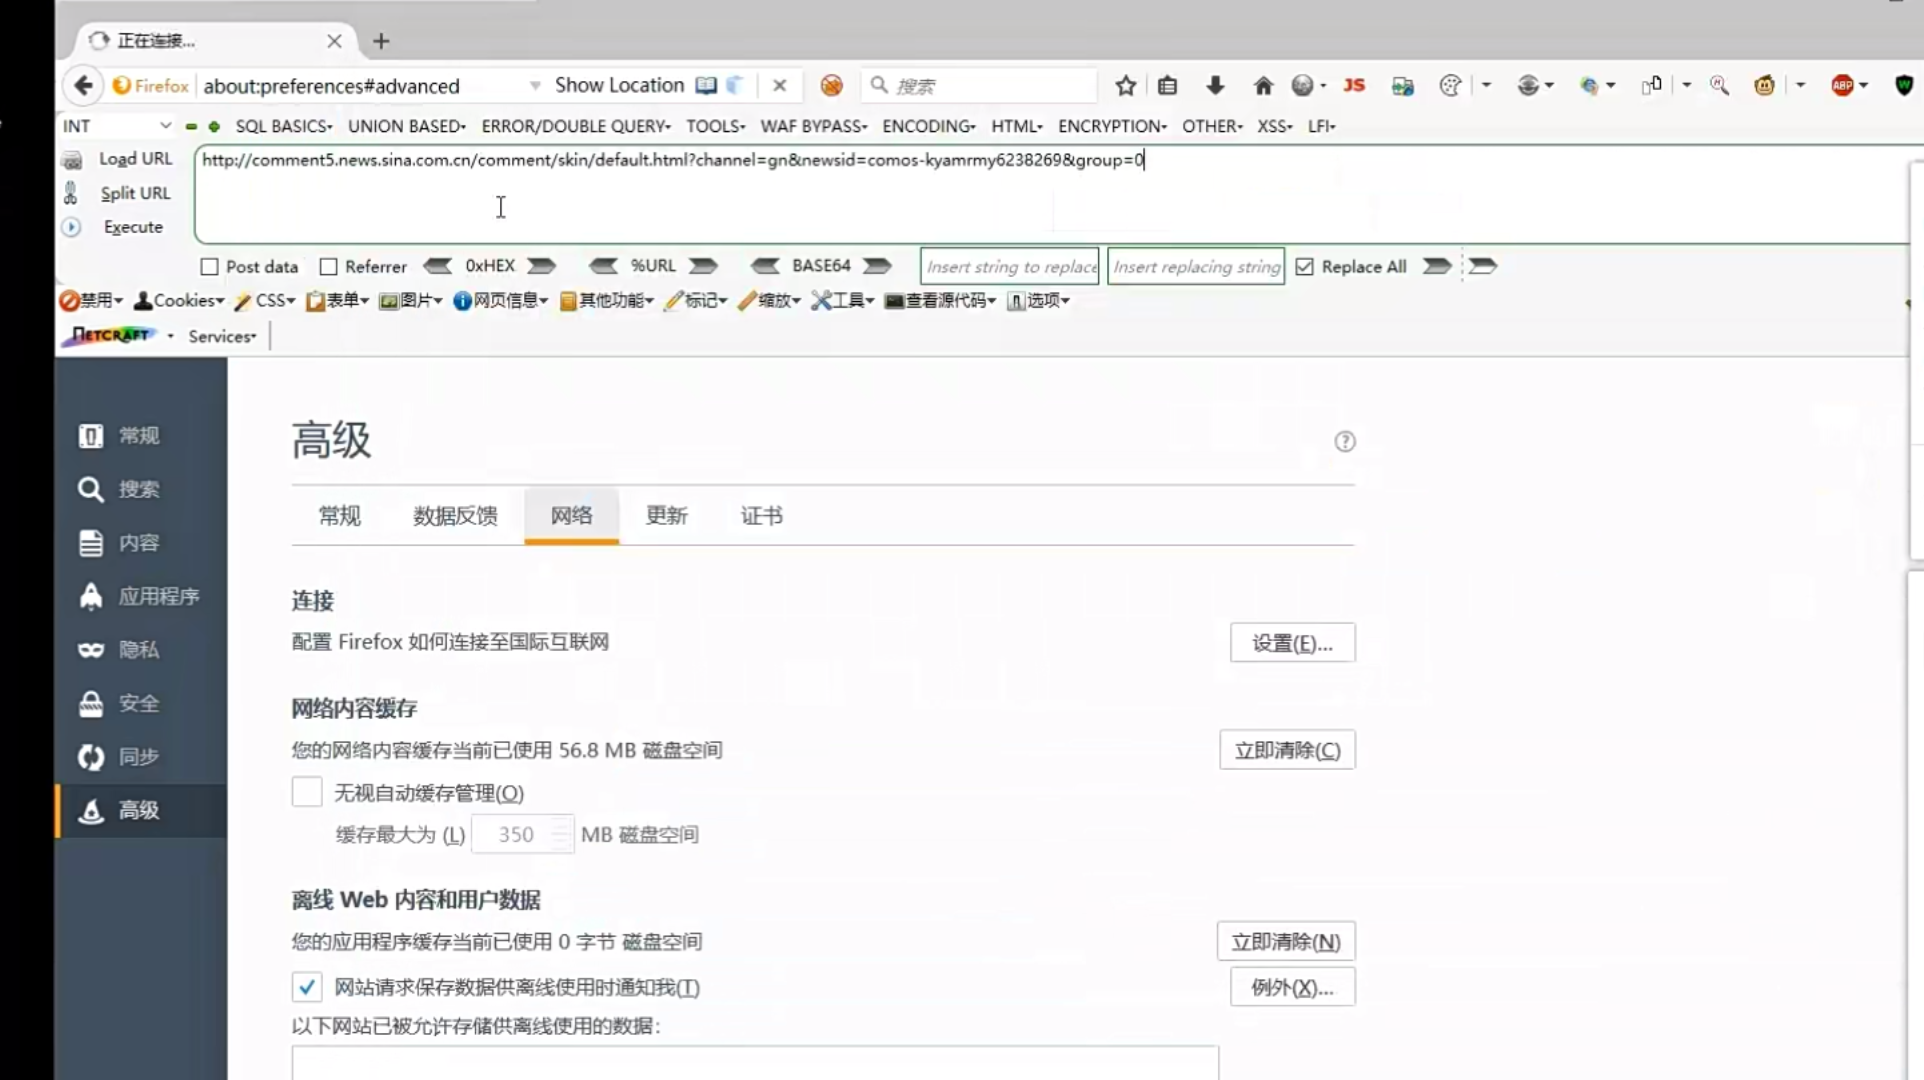 正在连接...
Firefox about:preferences#advanced Show Location 搜索 JS ABP
INT SQL BASICS UNION BASED ERROR/DOUBLE QUERY TOOLS WAF BYPASS ENCODING HTML ENCRYPTION OTHER XSS LFI
Load URL http://comment5.news.sina.com.cn/comment/skin/default.html?channel=gn&newsid=comos-kyamrmy6238269&group=0
Split URL
Execute
Post data Referrer 0xHEX %URL BASE64 Insert string to replace Insert replacing string Replace All
禁用 Cookies CSS 表单 图片 网页信息 其他功能 标记 缩放 工具 查看源代码 选项
NETCRAFT Services
常规
搜索
内容
应用程序
隐私
安全
同步
高级
高级
常规 数据反馈 网络 更新 证书
连接
配置 Firefox 如何连接至国际互联网 设置(E)...
网络内容缓存
您的网络内容缓存当前已使用 56.8 MB 磁盘空间 立即清除(C)
无视自动缓存管理(O)
缓存最大为 (L) 350 MB 磁盘空间
离线 Web 内容和用户数据
您的应用程序缓存当前已使用 0 字节 磁盘空间 立即清除(N)
网站请求保存数据供离线使用时通知我(T) 例外(X)...
以下网站已被允许存储供离线使用的数据: